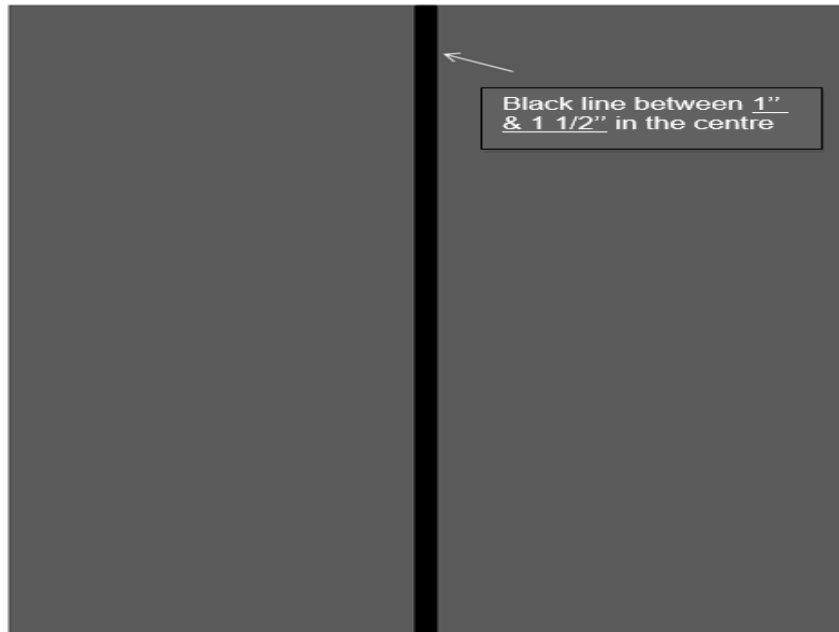 Black line between 1’’
& 1 1/2’’ in the centre